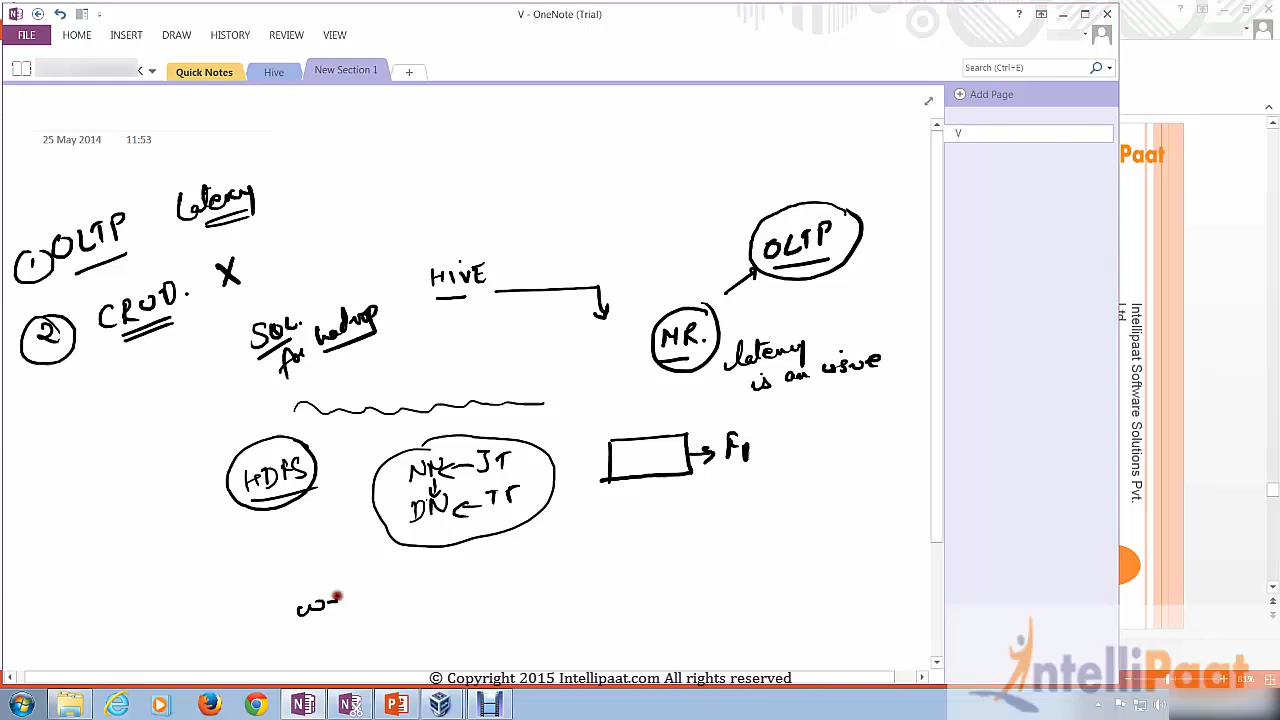 V - OneNote (Trial)
FILE HOME INSERT DRAW HISTORY REVIEW VIEW
Quick Notes Hive New Section 1
Search (Ctrl+E)
Add Page
V
25 May 2014 11:53
Latency
1 OLTP
OLTP
CRUD. X
2
HIVE
SQL
for hadoop
MR.
latency
is an issue
HDFS
NN JT
DN TT
F1
IntelliPaat
Intellipaat Software Solutions Pvt.
Ltd
© Copyright 2015 Intellipaat.com All rights reserved
IntelliPaat
81%